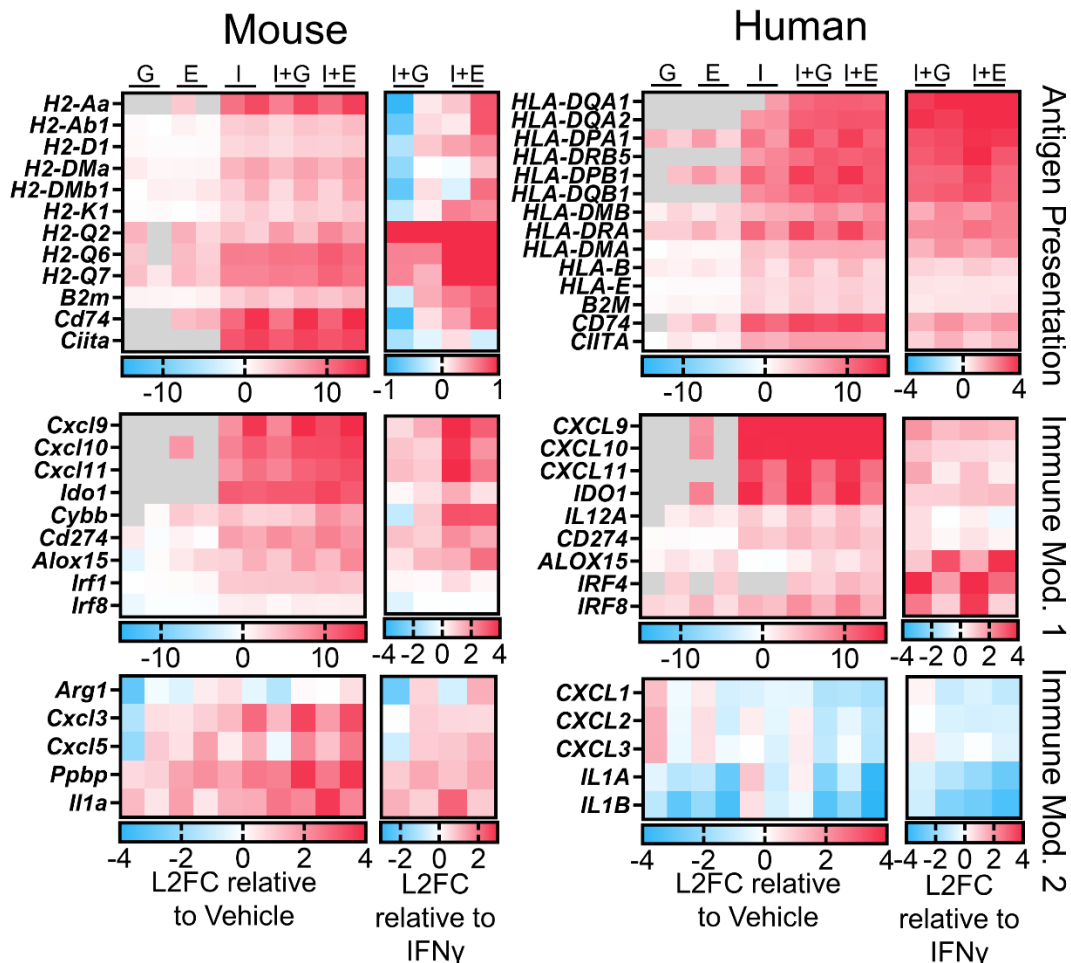 Mouse
Human
G E I I+G I+E
I+G I+E
G E I I+G I+E
I+G I+E
Antigen Presentation
H2-Aa
H2-Ab1
H2-D1
H2-DMa
H2-DMb1
H2-K1
H2-Q2
H2-Q6
H2-Q7
B2m
Cd74
Ciita
-10 0 10
-1 0 1
HLA-DQA1
HLA-DQA2
HLA-DPA1
HLA-DRB5
HLA-DPB1
HLA-DQB1
HLA-DMB
HLA-DRA
HLA-DMA
HLA-B
HLA-E
B2M
CD74
CIITA
-10 0 10
-4 0 4
Immune Mod. 1
Cxcl9
Cxcl10
Cxcl11
Ido1
Cybb
Cd274
Alox15
Irf1
Irf8
-10 0 10
-4 -2 0 2 4
CXCL9
CXCL10
CXCL11
IDO1
IL12A
CD274
ALOX15
IRF4
IRF8
-10 0 10
-4 -2 0 2 4
Immune Mod. 2
Arg1
Cxcl3
Cxcl5
Ppbp
Il1a
-4 -2 0 2 4
L2FC relative
to Vehicle
-2 0 2
L2FC
relative to
IFNγ
CXCL1
CXCL2
CXCL3
IL1A
IL1B
-4 -2 0 2 4
L2FC relative
to Vehicle
-4 -2 0 2 4
L2FC
relative to
IFNγ